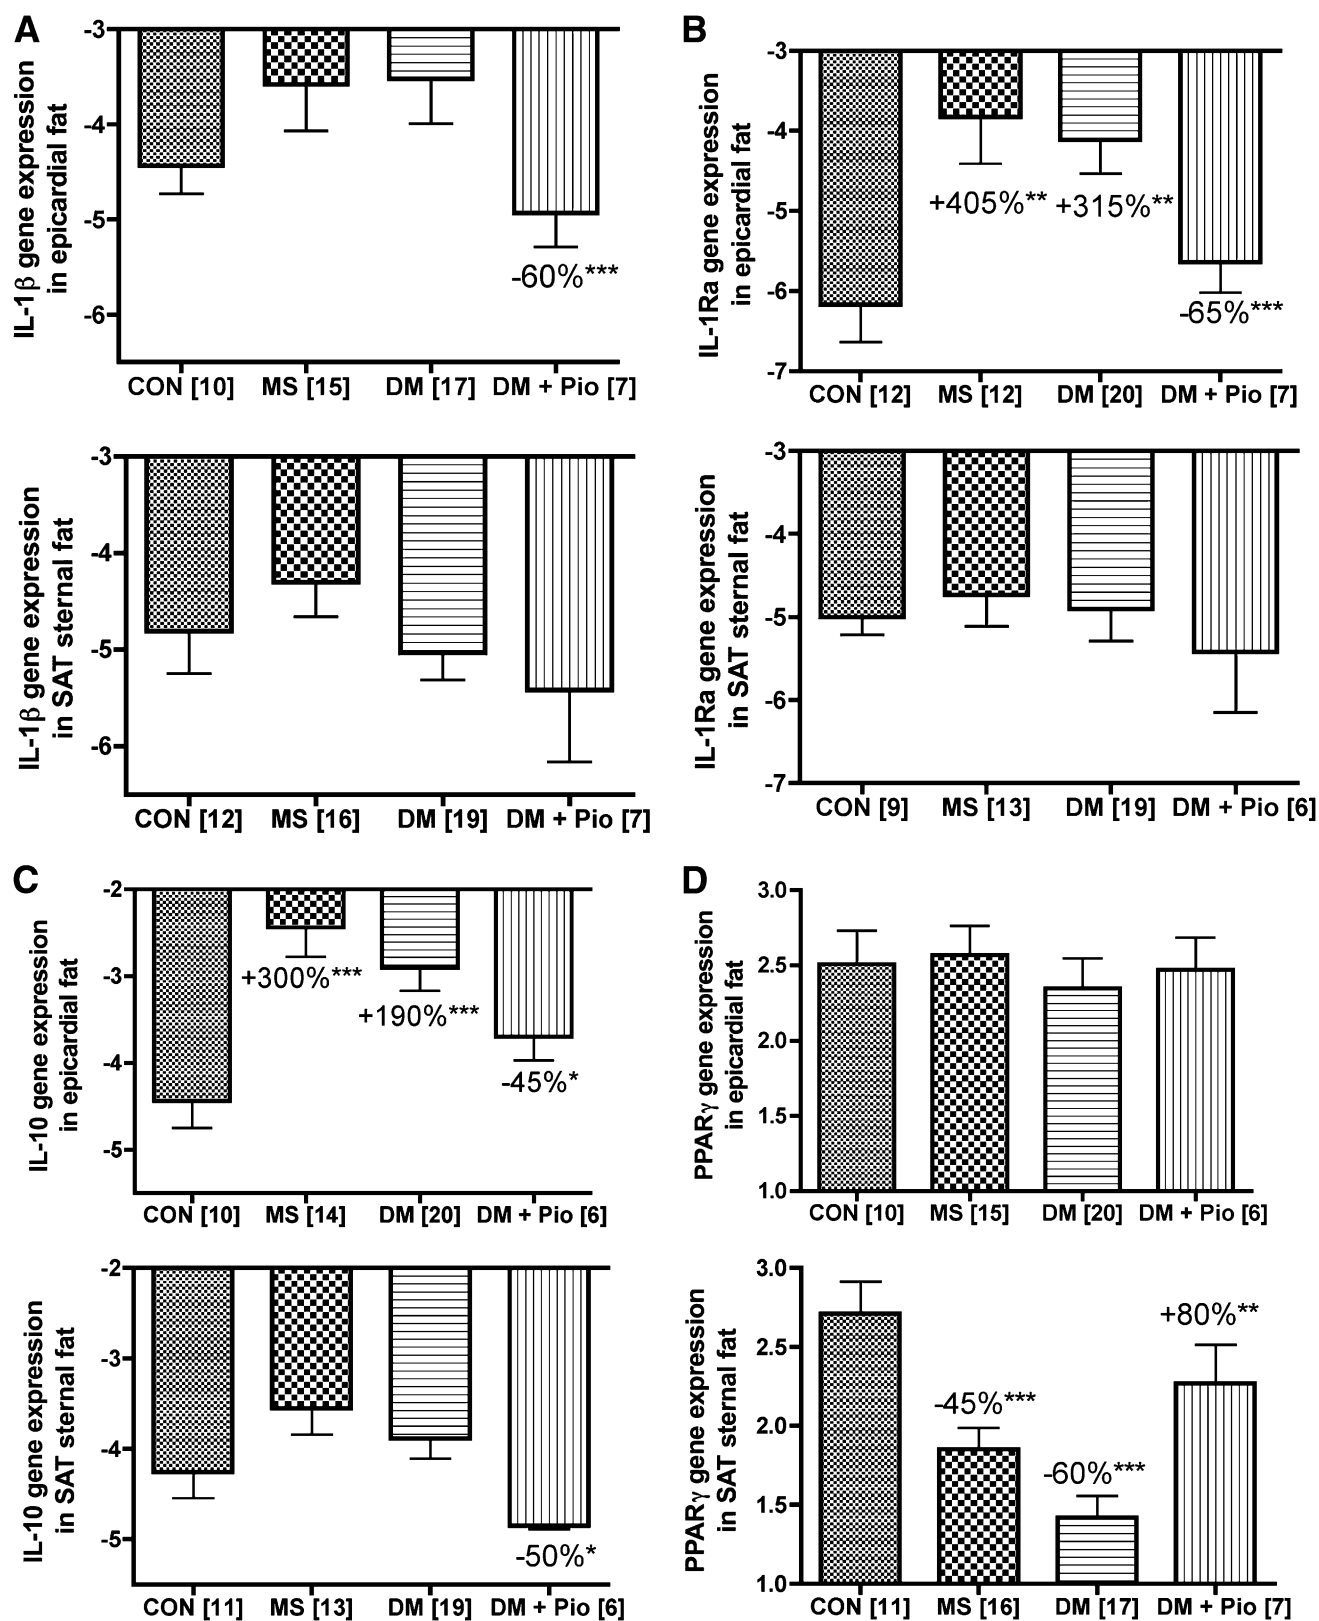 A
IL-1β gene expression
in epicardial fat
-3
-4
-5
-6
-60%***
CON [10] MS [15] DM [17] DM + Pio [7]
B
IL-1Ra gene expression
in epicardial fat
-3
-4
-5
-6
-7
+405%** +315%**
-65%***
CON [12] MS [12] DM [20] DM + Pio [7]
IL-1β gene expression
in SAT sternal fat
-3
-4
-5
-6
CON [12] MS [16] DM [19] DM + Pio [7]
IL-1Ra gene expression
in SAT sternal fat
-3
-4
-5
-6
-7
CON [9] MS [13] DM [19] DM + Pio [6]
C
IL-10 gene expression
in epicardial fat
-2
-3
-4
-5
+300%***
+190%***
-45%*
CON [10] MS [14] DM [20] DM + Pio [6]
D
PPARγ gene expression
in epicardial fat
3.0
2.5
2.0
1.5
1.0
CON [10] MS [15] DM [20] DM + Pio [6]
IL-10 gene expression
in SAT sternal fat
-2
-3
-4
-5
-50%*
CON [11] MS [13] DM [19] DM + Pio [6]
PPARγ gene expression
in SAT sternal fat
3.0
2.5
2.0
1.5
1.0
+80%**
-45%***
-60%***
CON [11] MS [16] DM [17] DM + Pio [7]